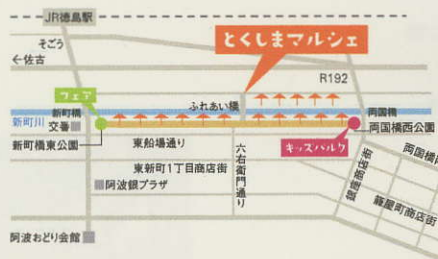 JR徳島駅
そごう
←佐古
とくしまマルシェ
R192
フェア
新町橋
ふれあい橋
両国橋
新町川
交番
両国橋西公園
新町橋東公園
東船場通り
キッズパルク
東新町1丁目商店街
六右衛門通り
銀座商店街
両国
阿波銀プラザ
籠屋町商店街
阿波おどり会館